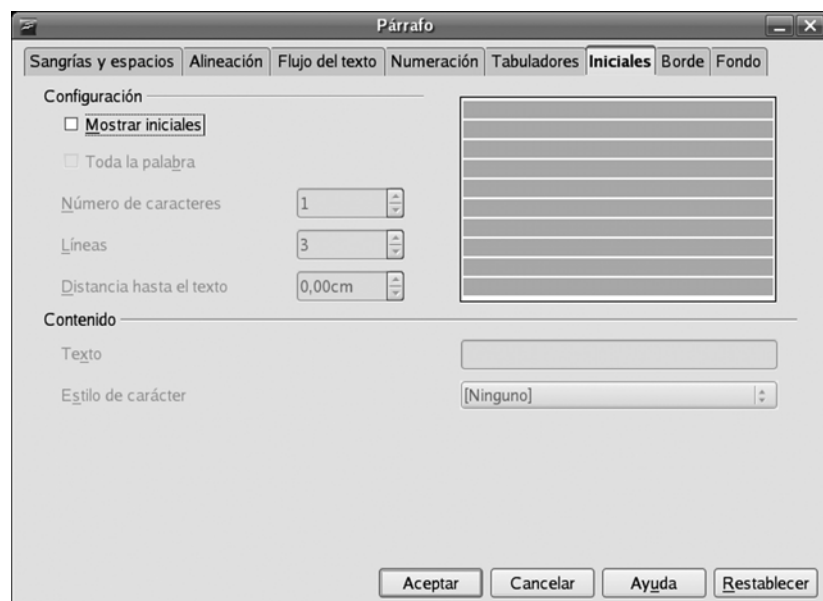 Párrafo
Sangrías y espacios Alineación Flujo del texto Numeración Tabuladores Iniciales Borde Fondo
Configuración
Mostrar iniciales
Toda la palabra
Número de caracteres 1
Líneas 3
Distancia hasta el texto 0,00cm
Contenido
Texto
Estilo de carácter [Ninguno]
Aceptar Cancelar Ayuda Restablecer